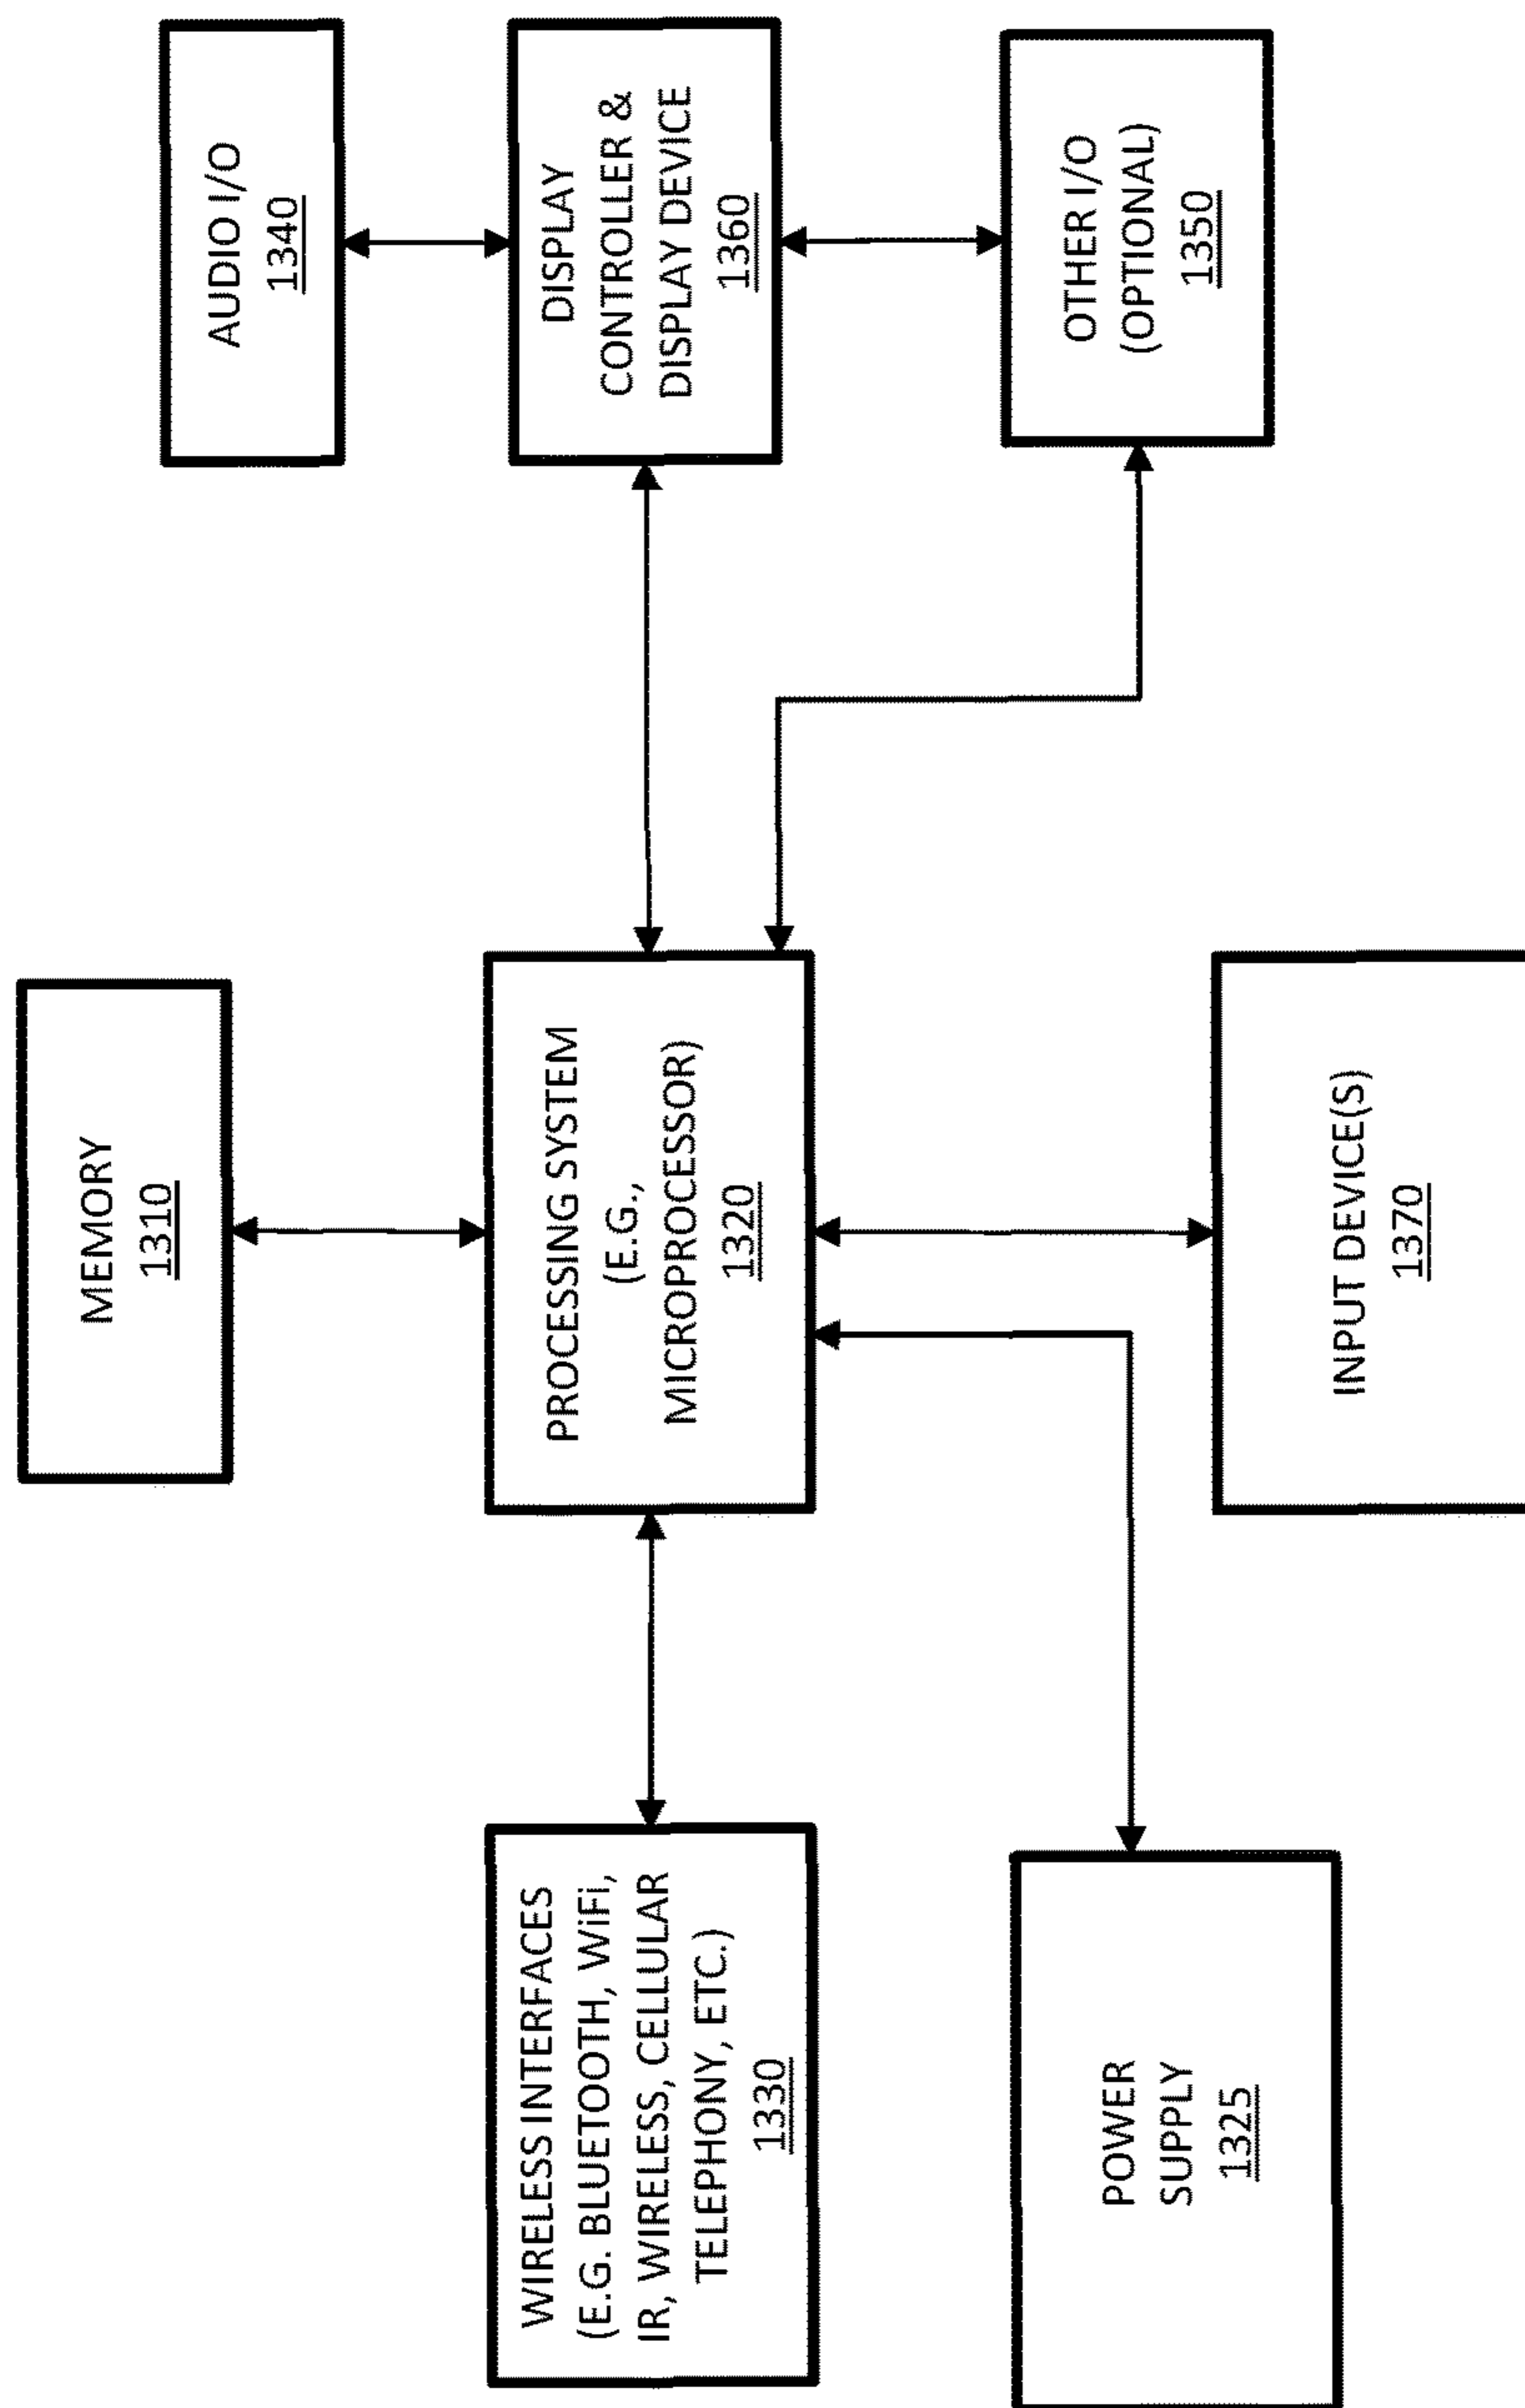 MEMORY
1310
AUDIO I/O
1340
WIRELESS INTERFACES
(E.G. BLUETOOTH, WiFi,
IR, WIRELESS, CELLULAR
TELEPHONY, ETC.)
1330
PROCESSING SYSTEM
(E.G.,
MICROPROCESSOR)
1320
DISPLAY
CONTROLLER &
DISPLAY DEVICE
1360
POWER
SUPPLY
1325
INPUT DEVICE(S)
1370
OTHER I/O
(OPTIONAL)
1350